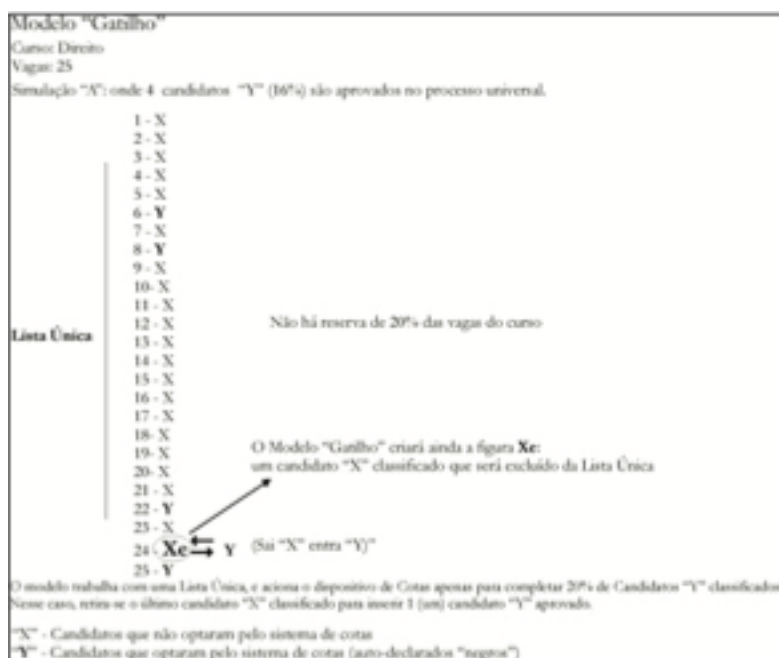 Modelo “Gatilho”
Curso: Direito
Vagas: 25
Simulação “A”: onde 4 candidatos “Y” (16%) são aprovados no processo universal.
1 - X
2 - X
3 - X
4 - X
5 - X
6 - Y
7 - X
8 - Y
9 - X
10- X
11 - X
12 - X
Não há reserva de 20% das vagas do curso
Lista Única
13 - X
14 - X
15 - X
16 - X
17 - X
18- X
19- X
20- X
21 - X
22 - Y
23 - X
O Modelo “Gatilho” criará ainda a figura Xe:
um candidato “X” classificado que será excluído da Lista Única
24 Xe Y (Sai “X” entra “Y)”
25 - Y
O modelo trabalha com uma Lista Única, e aciona o dispositivo de Cotas apenas para completar 20% de Candidatos “Y” classificados
Nesse caso, retira-se o último candidato “X” classificado para inserir 1 (um) candidato “Y” aprovado.
“X” - Candidatos que não optaram pelo sistema de cotas
“Y” - Candidatos que optaram pelo sistema de cotas (auto-declarados “negros”)